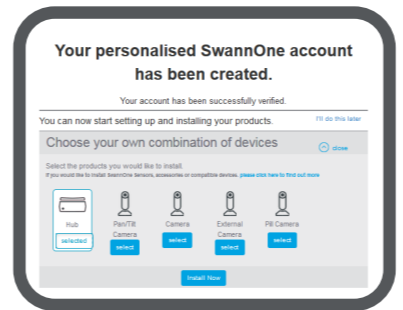 Your personalised SwannOne account
has been created.
Your account has been successfully verified.
You can now start setting up and installing your products.
I'll do this later
Choose your own combination of devices
close
Select the products you would like to install.
If you would like to install SwannOne Sensors, accessories or compatible devices, please click here to find out more
Hub
selected
Pan/Tilt
Camera
select
Camera
select
External
Camera
select
PIR Camera
select
Install Now